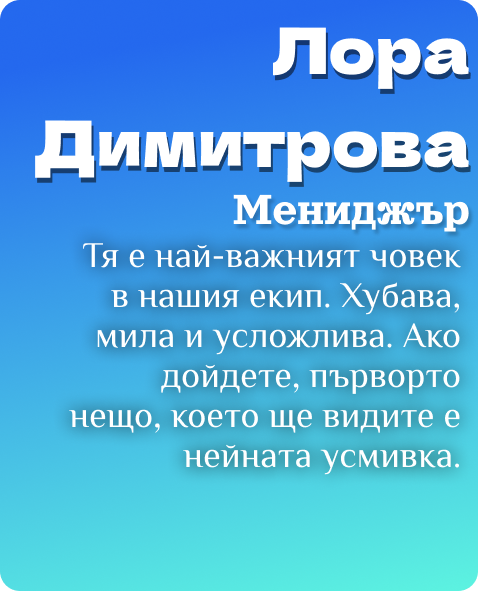 Лора
Димитрова
Мениджър
Тя е най-важният човек
в нашия екип. Хубава,
мила и усложлива. Ако
дойдете, първорто
нещо, което ще видите е
нейната усмивка.